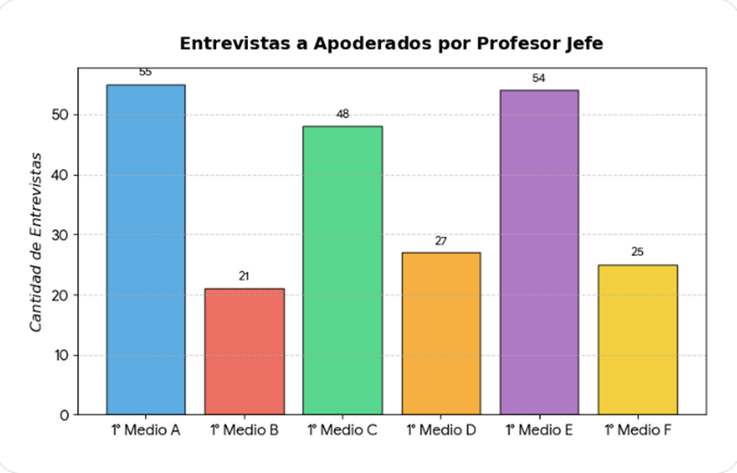 Entrevistas a Apoderados por Profesor Jefe
Cantidad de Entrevistas
50
40
30
20
10
0
55
21
48
27
54
25
1° Medio A
1° Medio B
1° Medio C
1° Medio D
1° Medio E
1° Medio F